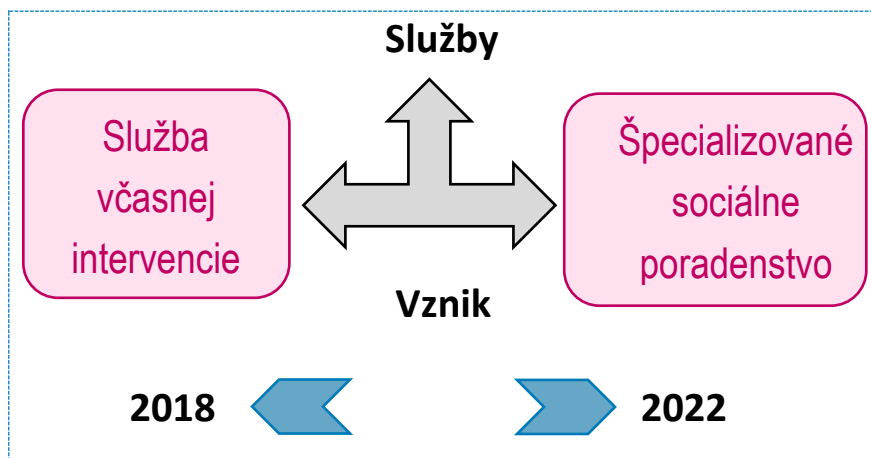 Služby
Služba
včasnej
intervencie
Špecializované
sociálne
poradenstvo
Vznik
2018
2022